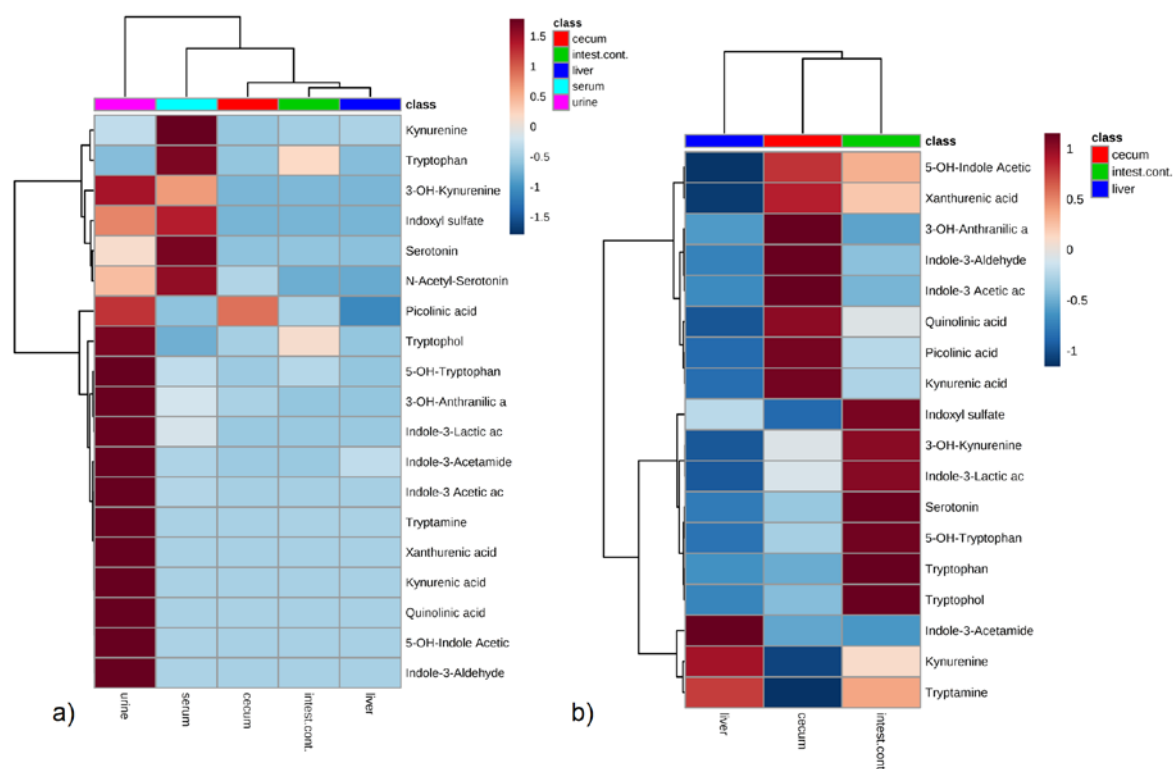 class
1.5
1
0.5
0
-0.5
-1
-1.5
cecum
intest.cont.
liver
serum
urine
class
Kynurenine
Tryptophan
3-OH-Kynurenine
Indoxyl sulfate
Serotonin
N-Acetyl-Serotonin
Picolinic acid
Tryptophol
5-OH-Tryptophan
3-OH-Anthranilic a
Indole-3-Lactic ac
Indole-3-Acetamide
Indole-3 Acetic ac
Tryptamine
Xanthurenic acid
Kynurenic acid
Quinolinic acid
5-OH-Indole Acetic
Indole-3-Aldehyde
urine
serum
cecum
intest.cont.
liver
a)
class
1
0.5
0
-0.5
-1
cecum
intest.cont.
liver
class
5-OH-Indole Acetic
Xanthurenic acid
3-OH-Anthranilic a
Indole-3-Aldehyde
Indole-3 Acetic ac
Quinolinic acid
Picolinic acid
Kynurenic acid
Indoxyl sulfate
3-OH-Kynurenine
Indole-3-Lactic ac
Serotonin
5-OH-Tryptophan
Tryptophan
Tryptophol
Indole-3-Acetamide
Kynurenine
Tryptamine
liver
cecum
intest.cont.
b)